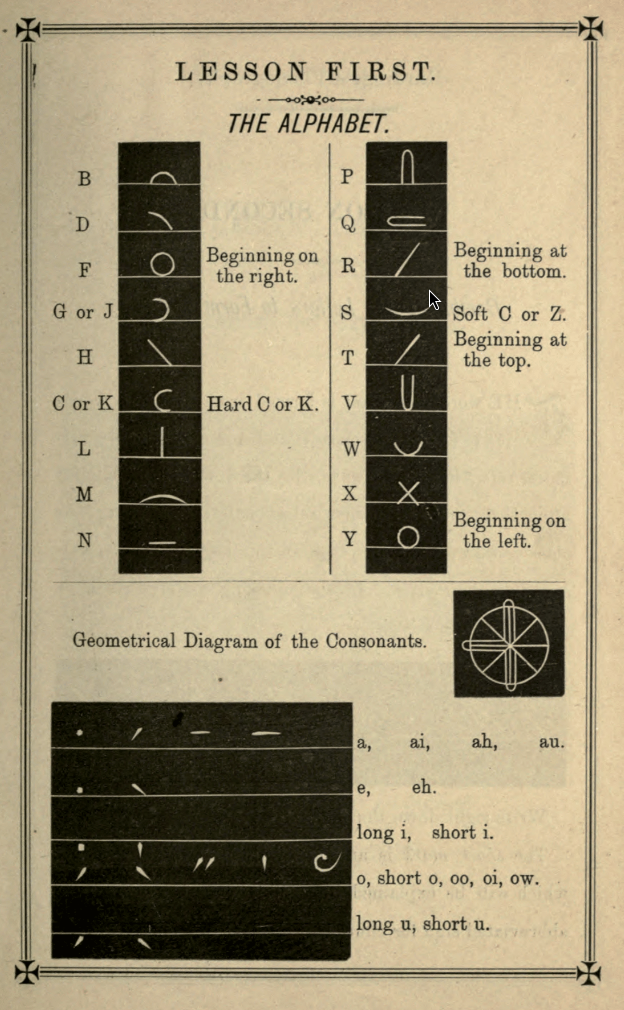 LESSON FIRST.
THE ALPHABET.
B
D
F Beginning on
the right.
G or J
H
C or K Hard C or K.
L
M
N
P
Q
R Beginning at
the bottom.
S Soft C or Z.
T Beginning at
the top.
V
W
X
Y Beginning on
the left.
Geometrical Diagram of the Consonants.
a, ai, ah, au.
e, eh.
long i, short i.
o, short o, oo, oi, ow.
long u, short u.